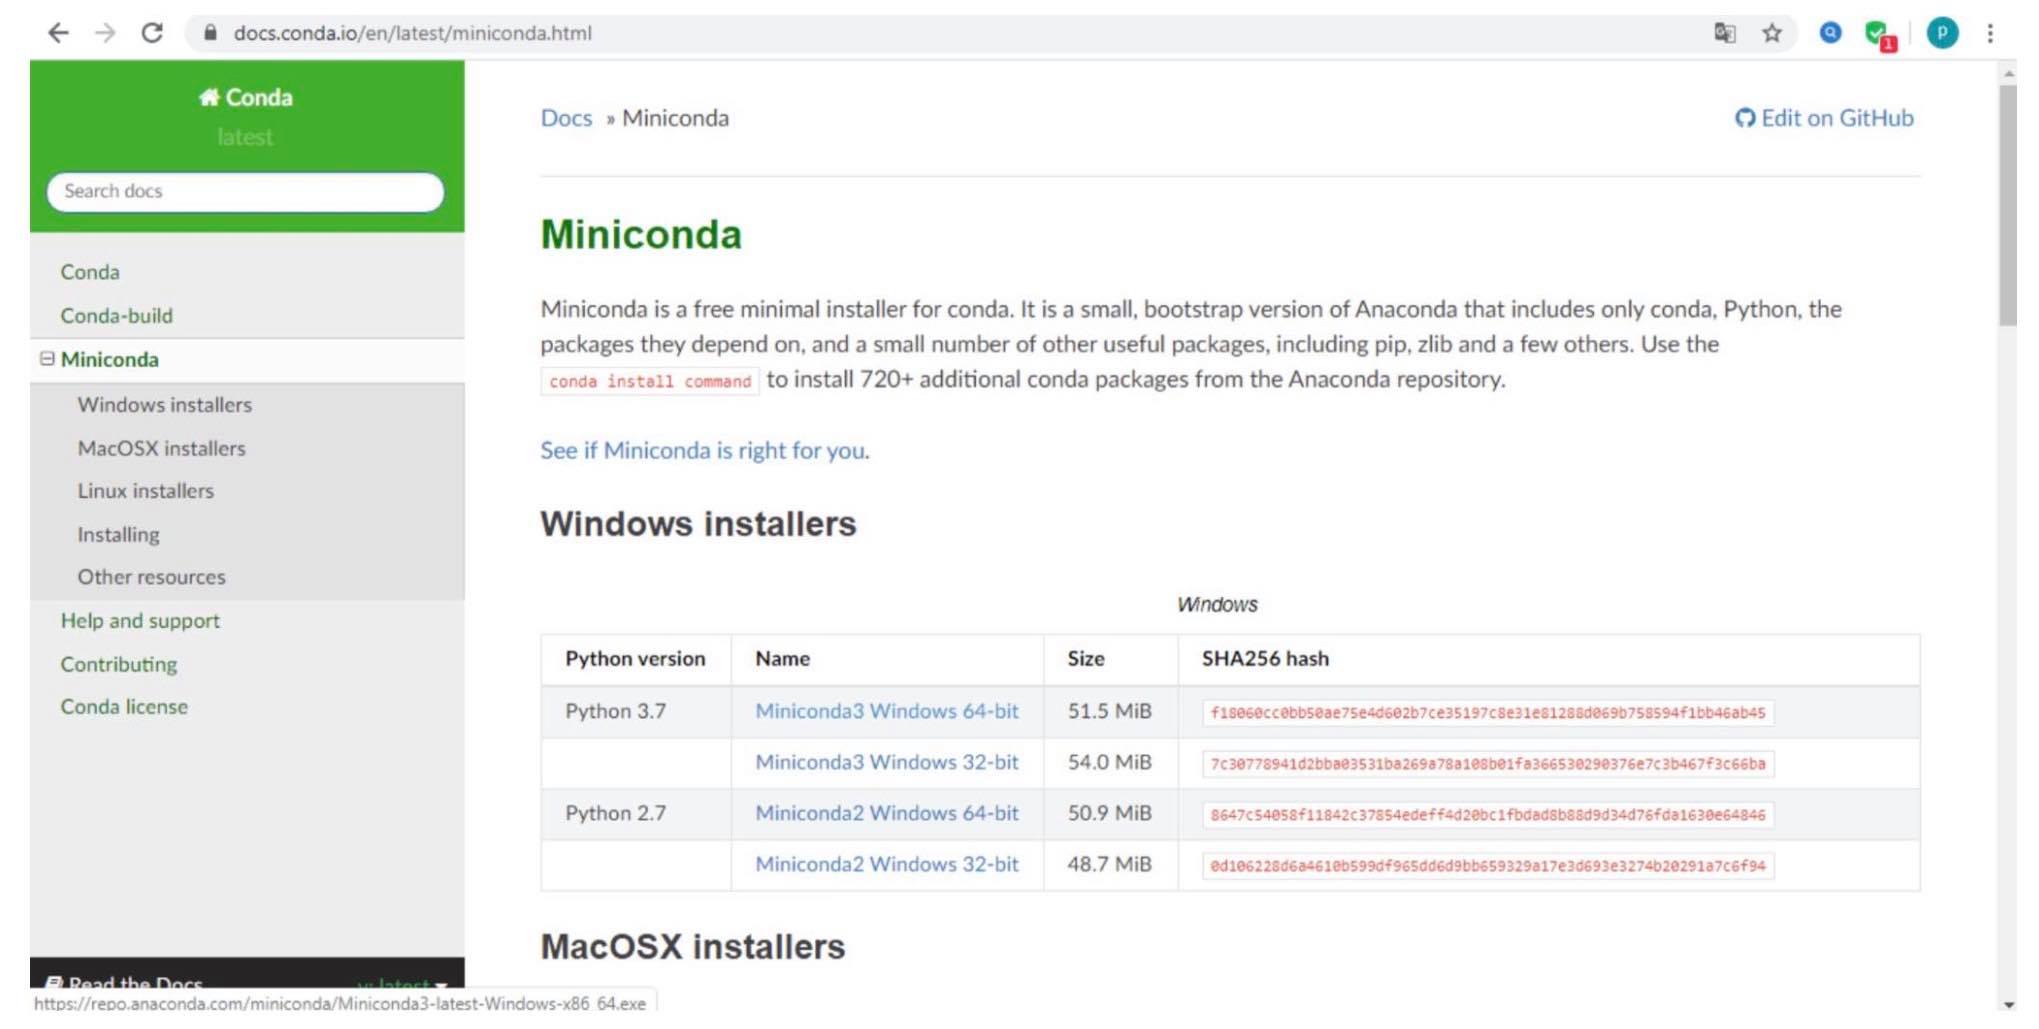 docs.conda.io/en/latest/miniconda.html
1
P
Conda
latest
Search docs
Conda
Conda-build
Miniconda
Windows installers
MacOSX installers
Linux installers
Installing
Other resources
Help and support
Contributing
Conda license
Read the Docs
v: latest
https://repo.anaconda.com/miniconda/Miniconda3-latest-Windows-x86_64.exe
Docs » Miniconda
Edit on GitHub
Miniconda
Miniconda is a free minimal installer for conda. It is a small, bootstrap version of Anaconda that includes only conda, Python, the
packages they depend on, and a small number of other useful packages, including pip, zlib and a few others. Use the
conda install command to install 720+ additional conda packages from the Anaconda repository.
See if Miniconda is right for you.
Windows installers
Windows
Python version Name Size SHA256 hash
Python 3.7 Miniconda3 Windows 64-bit 51.5 MiB f18060cc0bb50ae75e4d602b7ce35197c8e31e81288d069b758594f1bb46ab45
Miniconda3 Windows 32-bit 54.0 MiB 7c30778941d2bba03531ba269a78a108b01fa366530290376e7c3b467f3c66ba
Python 2.7 Miniconda2 Windows 64-bit 50.9 MiB 8647c54058f11842c37854edeff4d20bc1fbdad8b88d9d34d76fda1630e64846
Miniconda2 Windows 32-bit 48.7 MiB 0d106228d6a4610b599df965dd6d9bb659329a17e3d693e3274b20291a7c6f94
MacOSX installers